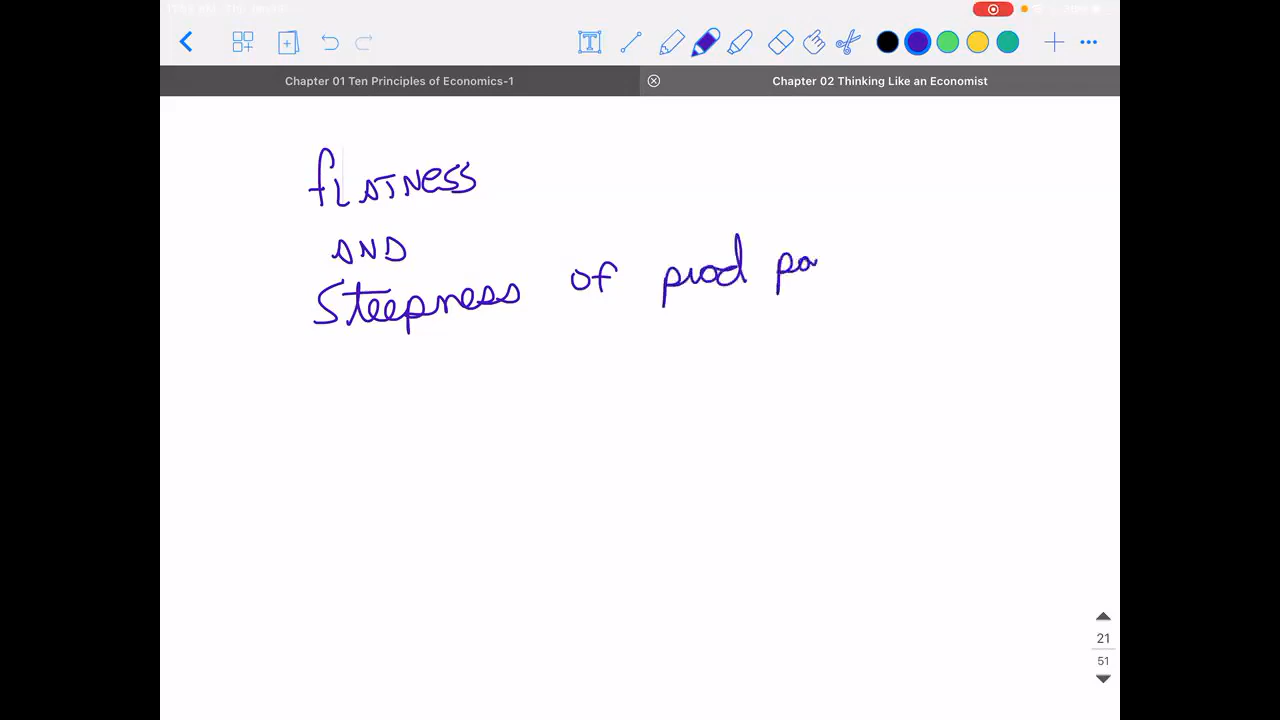 Chapter 01 Ten Principles of Economics-1
Chapter 02 Thinking Like an Economist
flatness
AND
Steepness of prod po
21
51